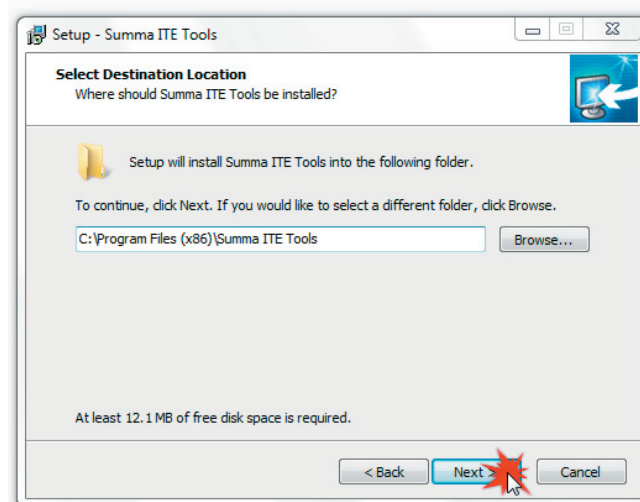 Setup - Summa ITE Tools
Select Destination Location
Where should Summa ITE Tools be installed?
Setup will install Summa ITE Tools into the following folder.
To continue, click Next. If you would like to select a different folder, click Browse.
C:\Program Files (x86)\Summa ITE Tools
Browse...
At least 12.1 MB of free disk space is required.
< Back
Next >
Cancel